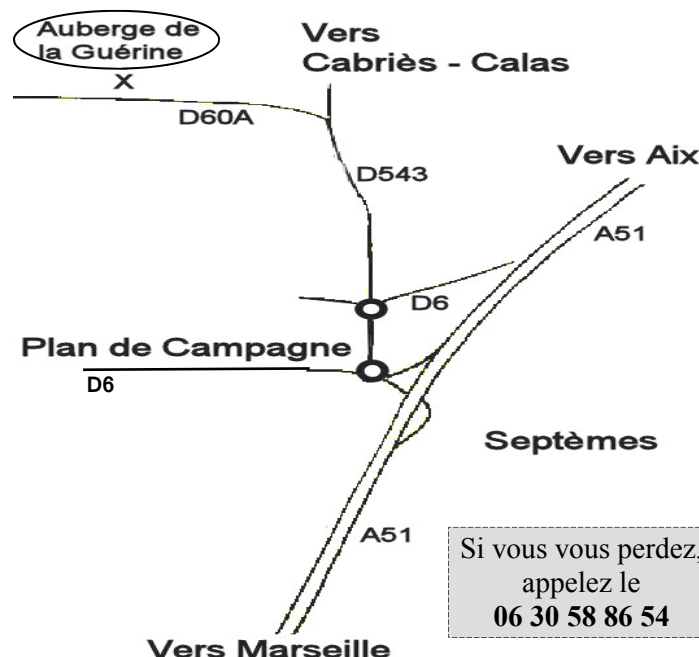 Auberge de
la Guérine
X
Vers
Cabriès - Calas
D60A
D543
Vers Aix
A51
D6
Plan de Campagne
D6
Septèmes
A51
Si vous vous perdez,
appelez le
06 30 58 86 54
Vers Marseille